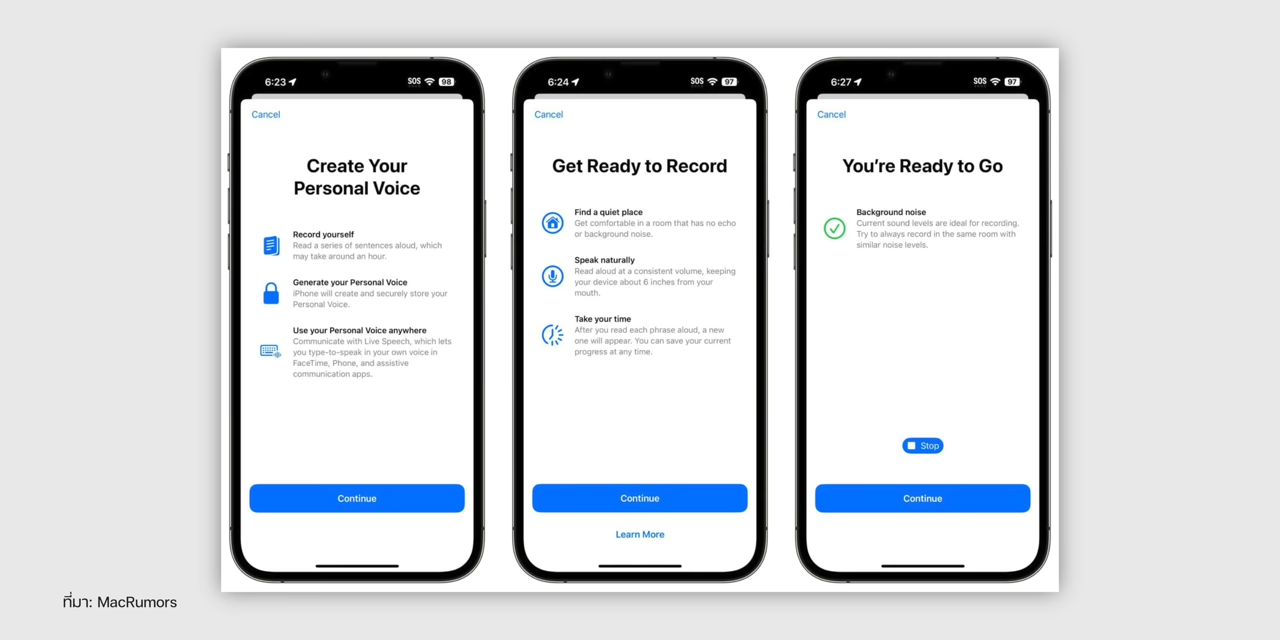 6:23
SOS
98
Cancel
Create Your
Personal Voice
Record yourself
Read a series of sentences aloud, which
may take around an hour.
Generate your Personal Voice
iPhone will create and securely store your
Personal Voice.
Use your Personal Voice anywhere
Communicate with Live Speech, which lets
you type-to-speak in your own voice in
FaceTime, Phone, and assistive
communication apps.
Continue
6:24
SOS
97
Cancel
Get Ready to Record
Find a quiet place
Get comfortable in a room that has no echo
or background noise.
Speak naturally
Read aloud at a consistent volume, keeping
your device about 6 inches from your
mouth.
Take your time
After you read each phrase aloud, a new
one will appear. You can save your current
progress at any time.
Continue
Learn More
6:27
SOS
97
Cancel
You're Ready to Go
Background noise
Current sound levels are ideal for recording.
Try to always record in the same room with
similar noise levels.
Stop
Continue
ที่มา: MacRumors